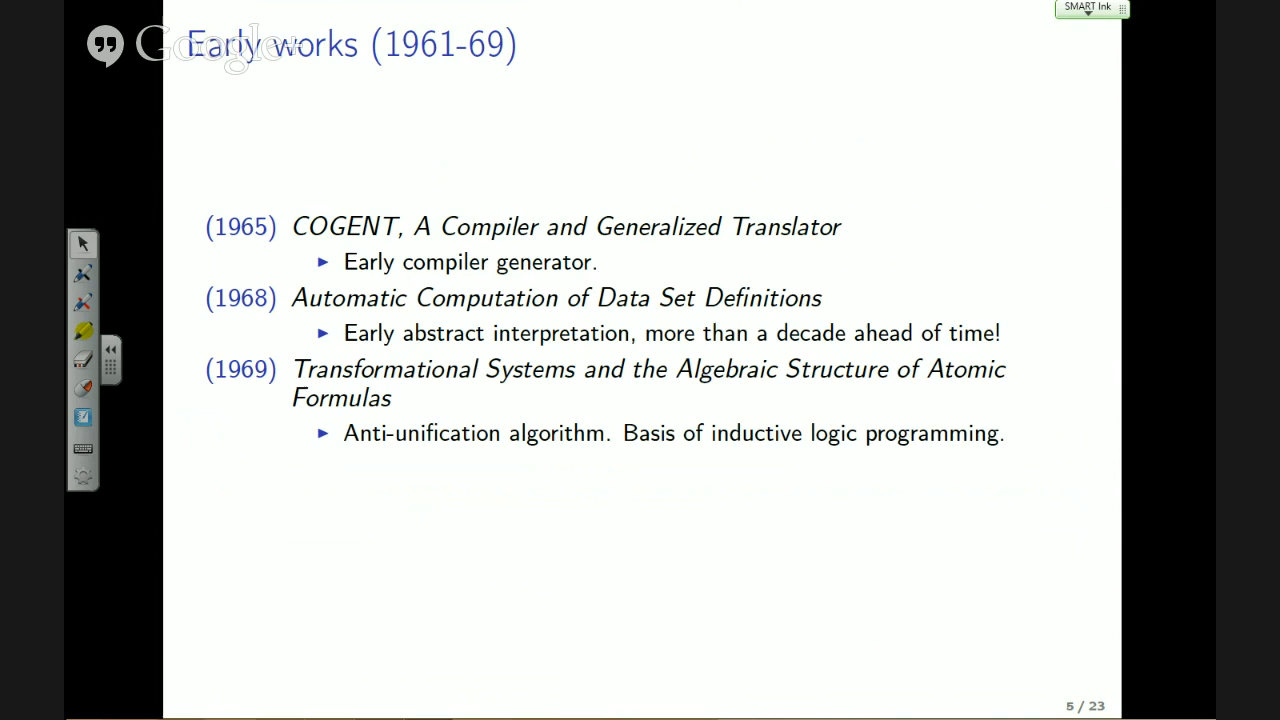 SMART Ink
Google+
Early works (1961-69)
(1965) COGENT, A Compiler and Generalized Translator
▶ Early compiler generator.
(1968) Automatic Computation of Data Set Definitions
▶ Early abstract interpretation, more than a decade ahead of time!
(1969) Transformational Systems and the Algebraic Structure of Atomic
Formulas
▶ Anti-unification algorithm. Basis of inductive logic programming.
5 / 23